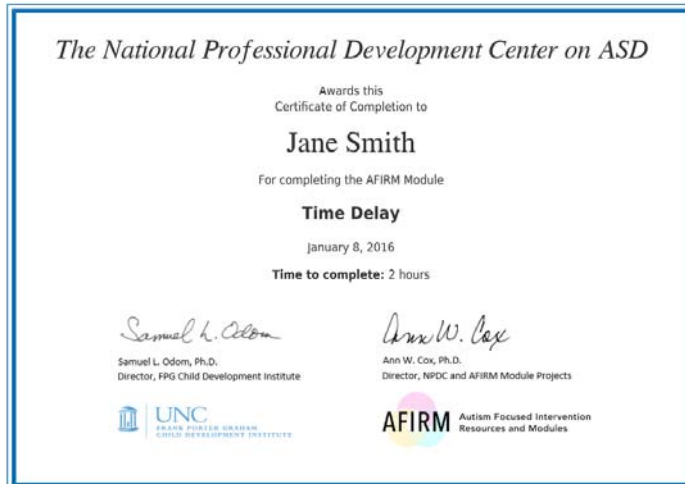 The National Professional Development Center on ASD
Awards this
Certificate of Completion to
Jane Smith
For completing the AFIRM Module
Time Delay
January 8, 2016
Time to complete: 2 hours
Samuel L. Odom
Ann W. Cox
Samuel L. Odom, Ph.D.
Director, FPG Child Development Institute
Ann W. Cox, Ph.D.
Director, NPDC and AFIRM Module Projects
UNC
FRANK PORTER GRAHAM
CHILD DEVELOPMENT INSTITUTE
AFIRM
Autism Focused Intervention
Resources and Modules